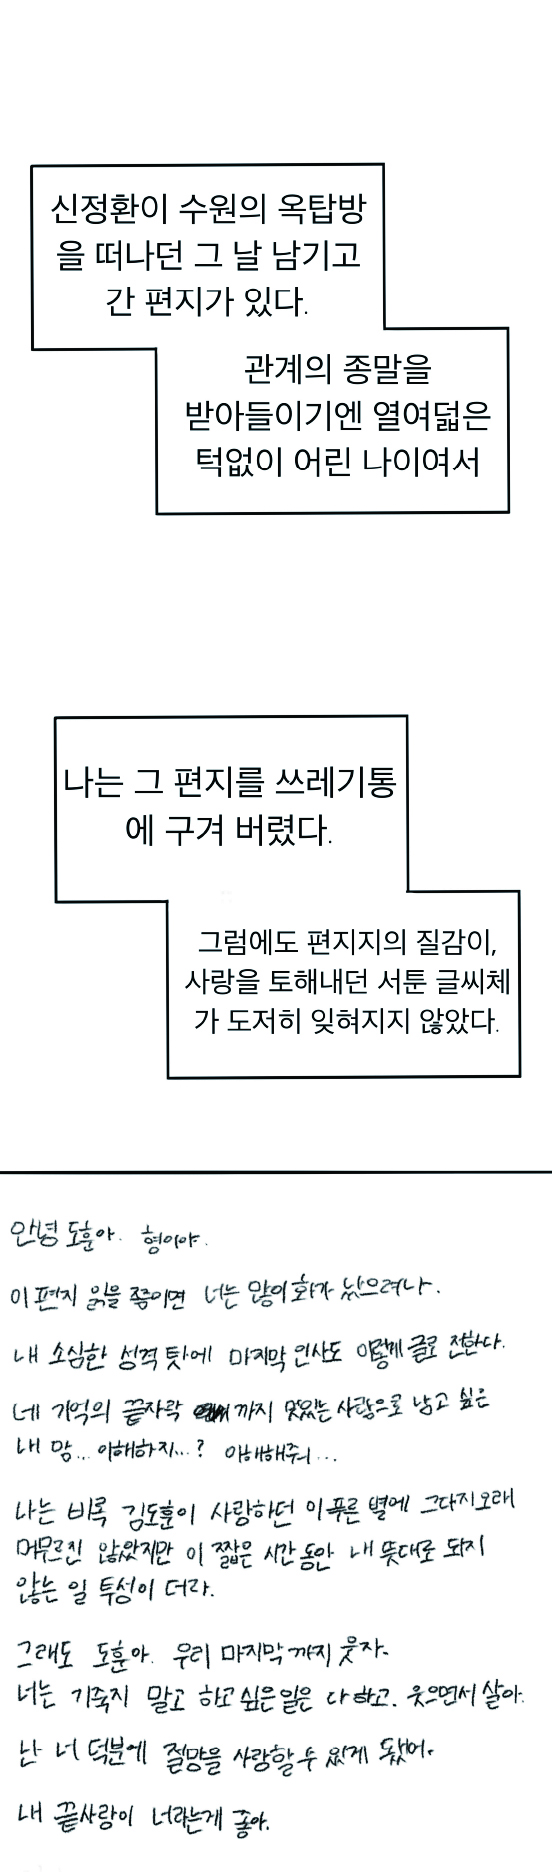 신정환이 수원의 옥탑방
을 떠나던 그 날 남기고
간 편지가 있다.
관계의 종말을
받아들이기엔 열여덟은
턱없이 어린 나이여서
나는 그 편지를 쓰레기통
에 구겨 버렸다.
그럼에도 편지지의 질감이,
사랑을 토해내던 서툰 글씨체
가 도저히 잊혀지지 않았다.
안녕 도훈아. 형이야.
이 편지 읽을 쯤이면 너는 많이 화가 났으려나.
내 소심한 성격 탓에 마지막 인사도 이렇게 글로 전한다.
네 기억의 끝자락 까지 멋있는 사람으로 남고 싶은
내 맘... 이해하지...? 이해해줘...
나는 비록 김도훈이 사랑하던 이 푸른 별에 그다지 오래
머무르진 않았지만 이 짧은 시간 동안 내 뜻대로 되지
않는 일 투성이 더라.
그래도 도훈아. 우리 마지막 까지 웃자.
너는 기죽지 말고 하고 싶은 일은 다 하고. 웃으면서 살아.
난 너 덕분에 절망을 사랑할 수 있게 됐어.
내 끝사랑이 너라는게 좋아.